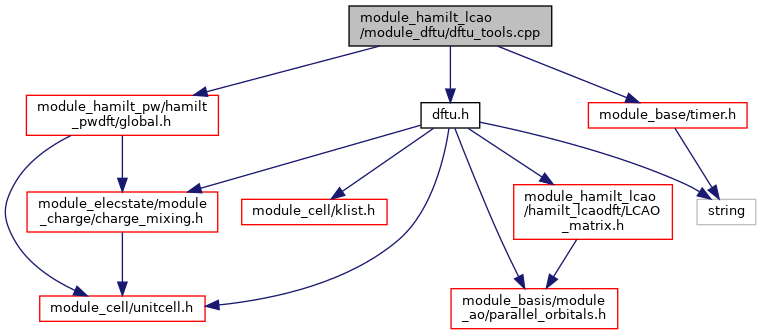 module_hamilt_lcao
/module_dftu/dftu_tools.cpp
module_hamilt_pw/hamilt
_pwdft/global.h
dftu.h
module_base/timer.h
module_elecstate/module
_charge/charge_mixing.h
module_cell/klist.h
module_hamilt_lcao
/hamilt_lcaodft/LCAO
_matrix.h
string
module_cell/unitcell.h
module_basis/module
_ao/parallel_orbitals.h